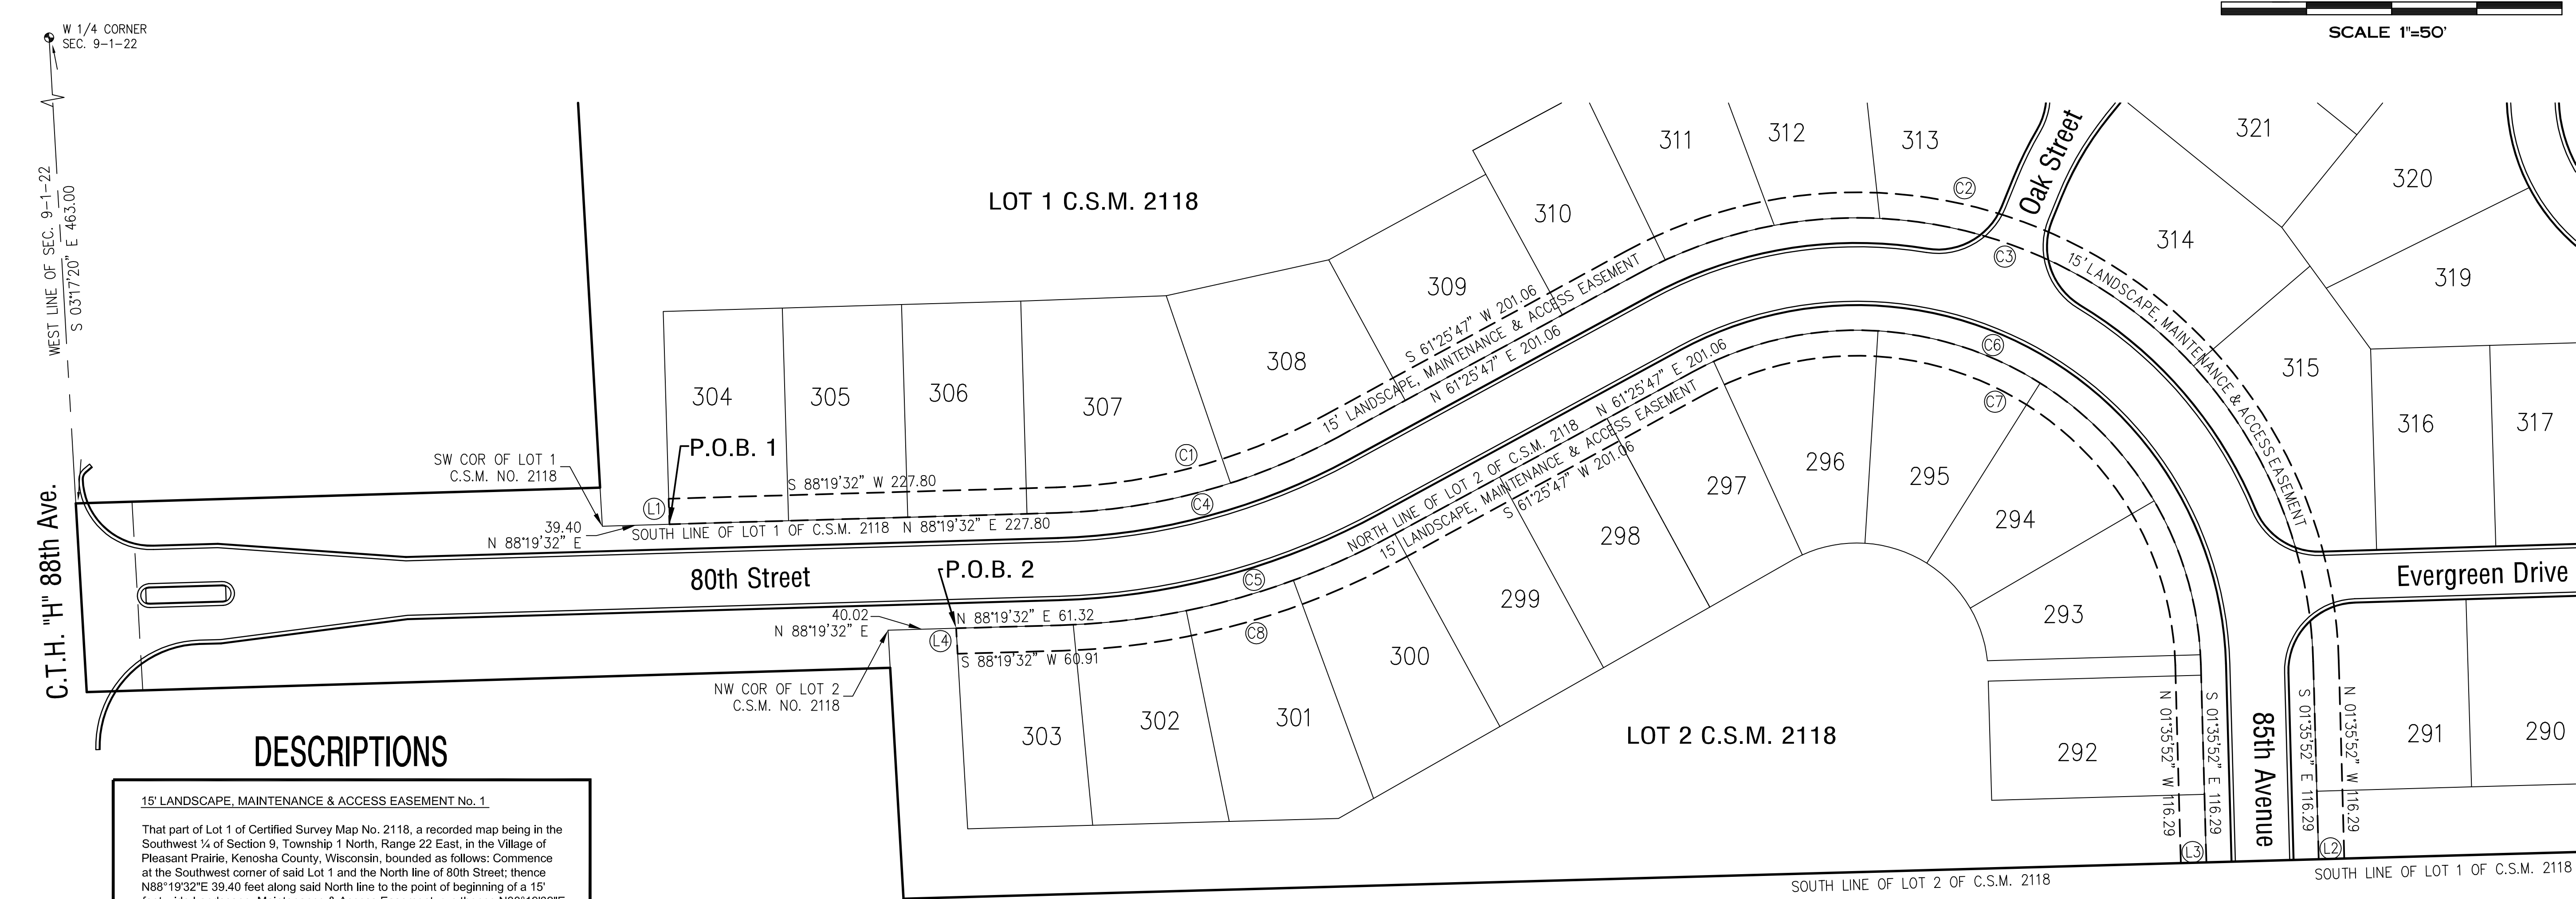 W 1/4 CORNER
SEC. 9-1-22
SCALE 1"=50'
WEST LINE OF SEC. 9-1-22
S 03°17'20" E 463.00
LOT 1 C.S.M. 2118
311
312
313
C2
Oak Street
321
320
310
C3
314
319
309
15' LANDSCAPE, MAINTENANCE & ACCESS EASEMENT
308
S 61°25'47" W 201.06
15' LANDSCAPE, MAINTENANCE & ACCESS EASEMENT
N 61°25'47" E 201.06
C6
315
304
305
306
307
N 61°25'47" E 201.06
C7
316
317
P.O.B. 1
SW COR OF LOT 1
C.S.M. NO. 2118
C1
S 88°19'32" W 227.80
L1
C4
39.40
N 88°19'32" E
SOUTH LINE OF LOT 1 OF C.S.M. 2118 N 88°19'32" E 227.80
NORTH LINE OF LOT 2 OF C.S.M. 2118
15' LANDSCAPE, MAINTENANCE & ACCESS EASEMENT
S 61°25'47" W 201.06
297
296
295
294
298
299
C.T.H. "H" 88th Ave.
80th Street
P.O.B. 2
C5
Evergreen Drive
40.02
N 88°19'32" E
N 88°19'32" E 61.32
L4
C8
293
S 88°19'32" W 60.91
300
NW COR OF LOT 2
C.S.M. NO. 2118
303
302
301
LOT 2 C.S.M. 2118
292
N 01°35'52" W 116.29
S 01°35'52" E 116.29
85th Avenue
S 01°35'52" E 116.29
N 01°35'52" W 116.29
291
290
L3
L2
SOUTH LINE OF LOT 2 OF C.S.M. 2118
SOUTH LINE OF LOT 1 OF C.S.M. 2118
DESCRIPTIONS
15' LANDSCAPE, MAINTENANCE & ACCESS EASEMENT No. 1
That part of Lot 1 of Certified Survey Map No. 2118, a recorded map being in the
Southwest ¼ of Section 9, Township 1 North, Range 22 East, in the Village of
Pleasant Prairie, Kenosha County, Wisconsin, bounded as follows: Commence
at the Southwest corner of said Lot 1 and the North line of 80th Street; thence
N88°19'32"E 39.40 feet along said North line to the point of beginning of a 15'